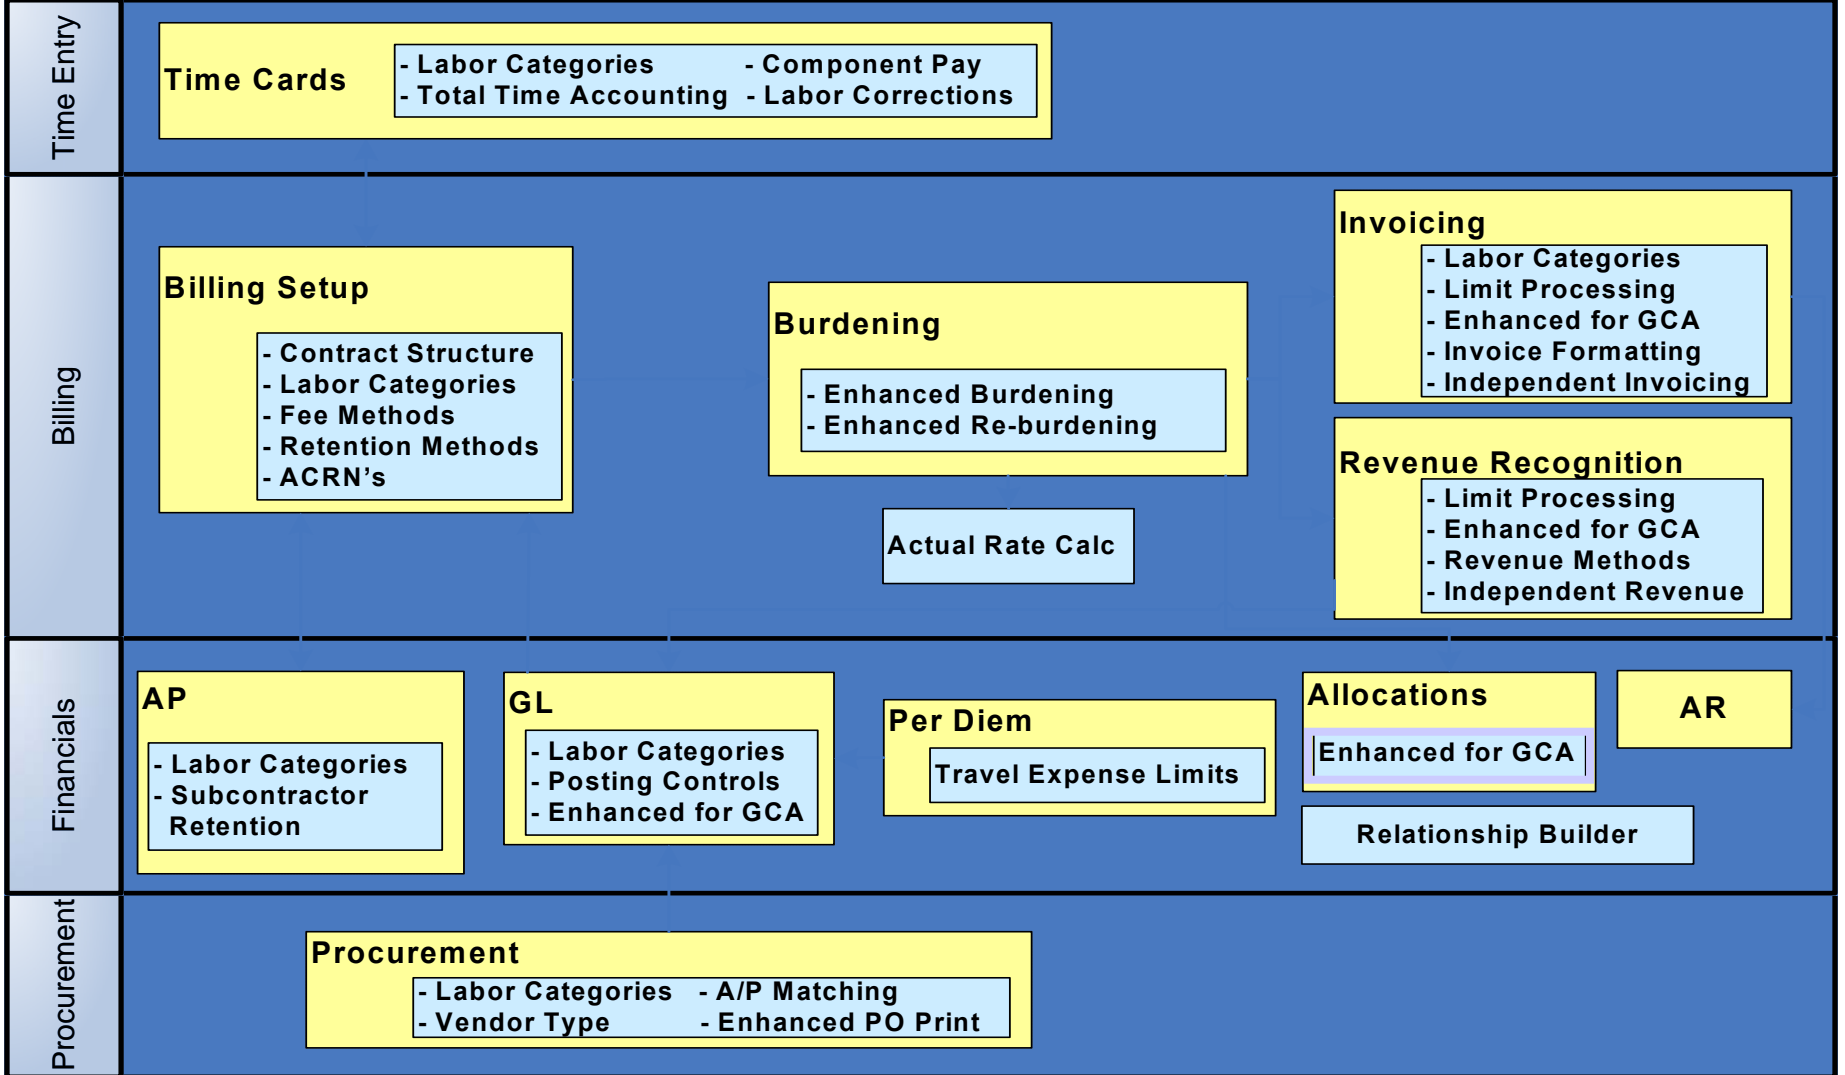 Time Entry
Time Cards
- Labor Categories - Component Pay
- Total Time Accounting - Labor Corrections
Billing
Billing Setup
- Contract Structure
- Labor Categories
- Fee Methods
- Retention Methods
- ACRN’s
Burdening
- Enhanced Burdening
- Enhanced Re-burdening
Actual Rate Calc
Invoicing
- Labor Categories
- Limit Processing
- Enhanced for GCA
- Invoice Formatting
- Independent Invoicing
Revenue Recognition
- Limit Processing
- Enhanced for GCA
- Revenue Methods
- Independent Revenue
Financials
AP
- Labor Categories
- Subcontractor
Retention
GL
- Labor Categories
- Posting Controls
- Enhanced for GCA
Per Diem
Travel Expense Limits
Allocations
Enhanced for GCA
AR
Relationship Builder
Procurement
Procurement
- Labor Categories - A/P Matching
- Vendor Type - Enhanced PO Print